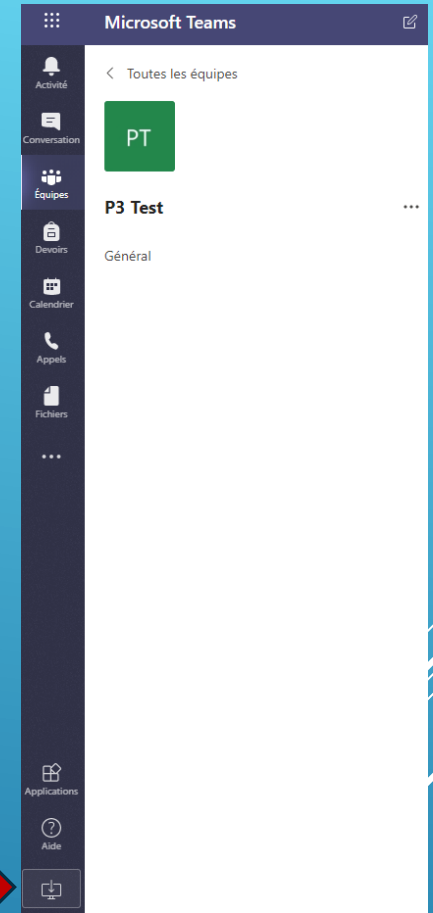 Microsoft Teams
Activité
Conversation
Équipes
Devoirs
Calendrier
Appels
Fichiers
Applications
Aide
Toutes les équipes
PT
P3 Test
Général